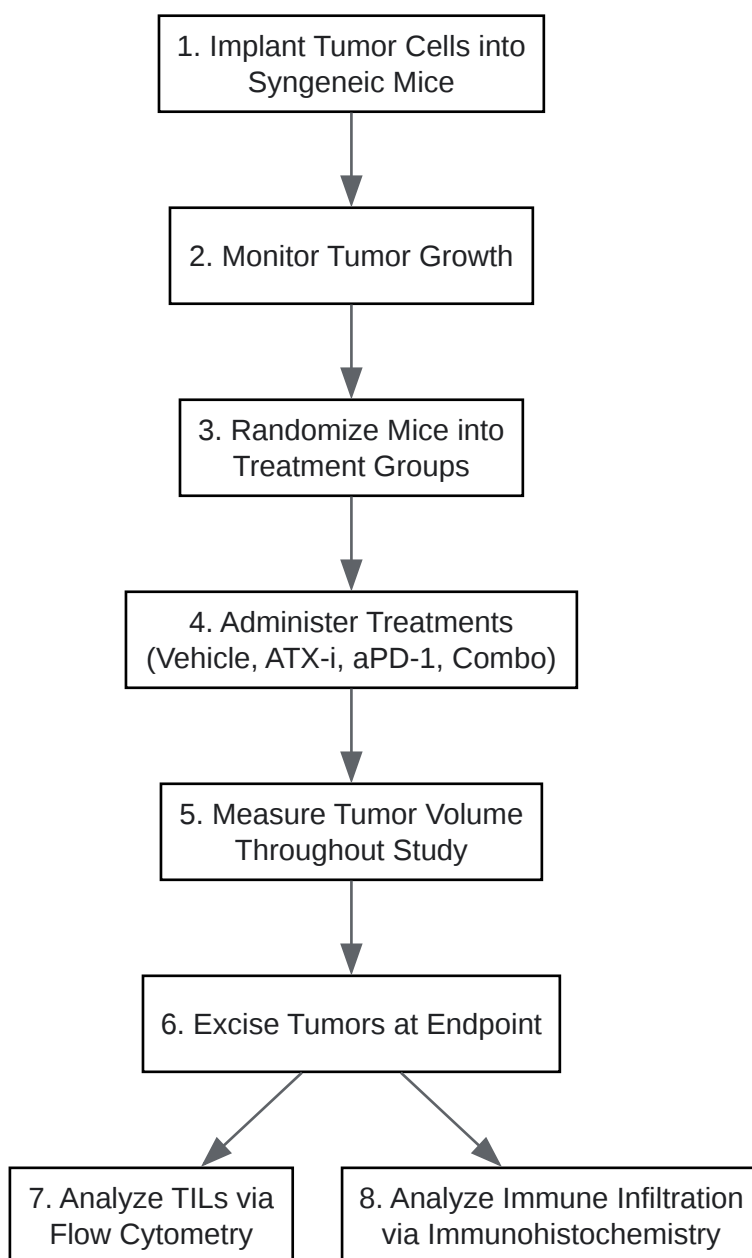 1. Implant Tumor Cells into
Syngeneic Mice
2. Monitor Tumor Growth
3. Randomize Mice into
Treatment Groups
4. Administer Treatments
(Vehicle, ATX-i, aPD-1, Combo)
5. Measure Tumor Volume
Throughout Study
6. Excise Tumors at Endpoint
7. Analyze TILs via
Flow Cytometry
8. Analyze Immune Infiltration
via Immunohistochemistry